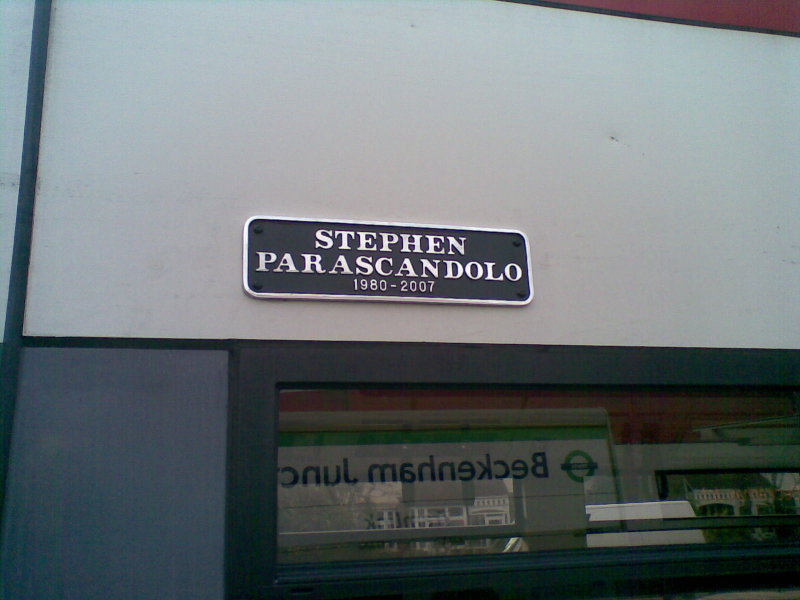 STEPHEN
PARASCANDOLO
1980-2007
Beckenham Junc